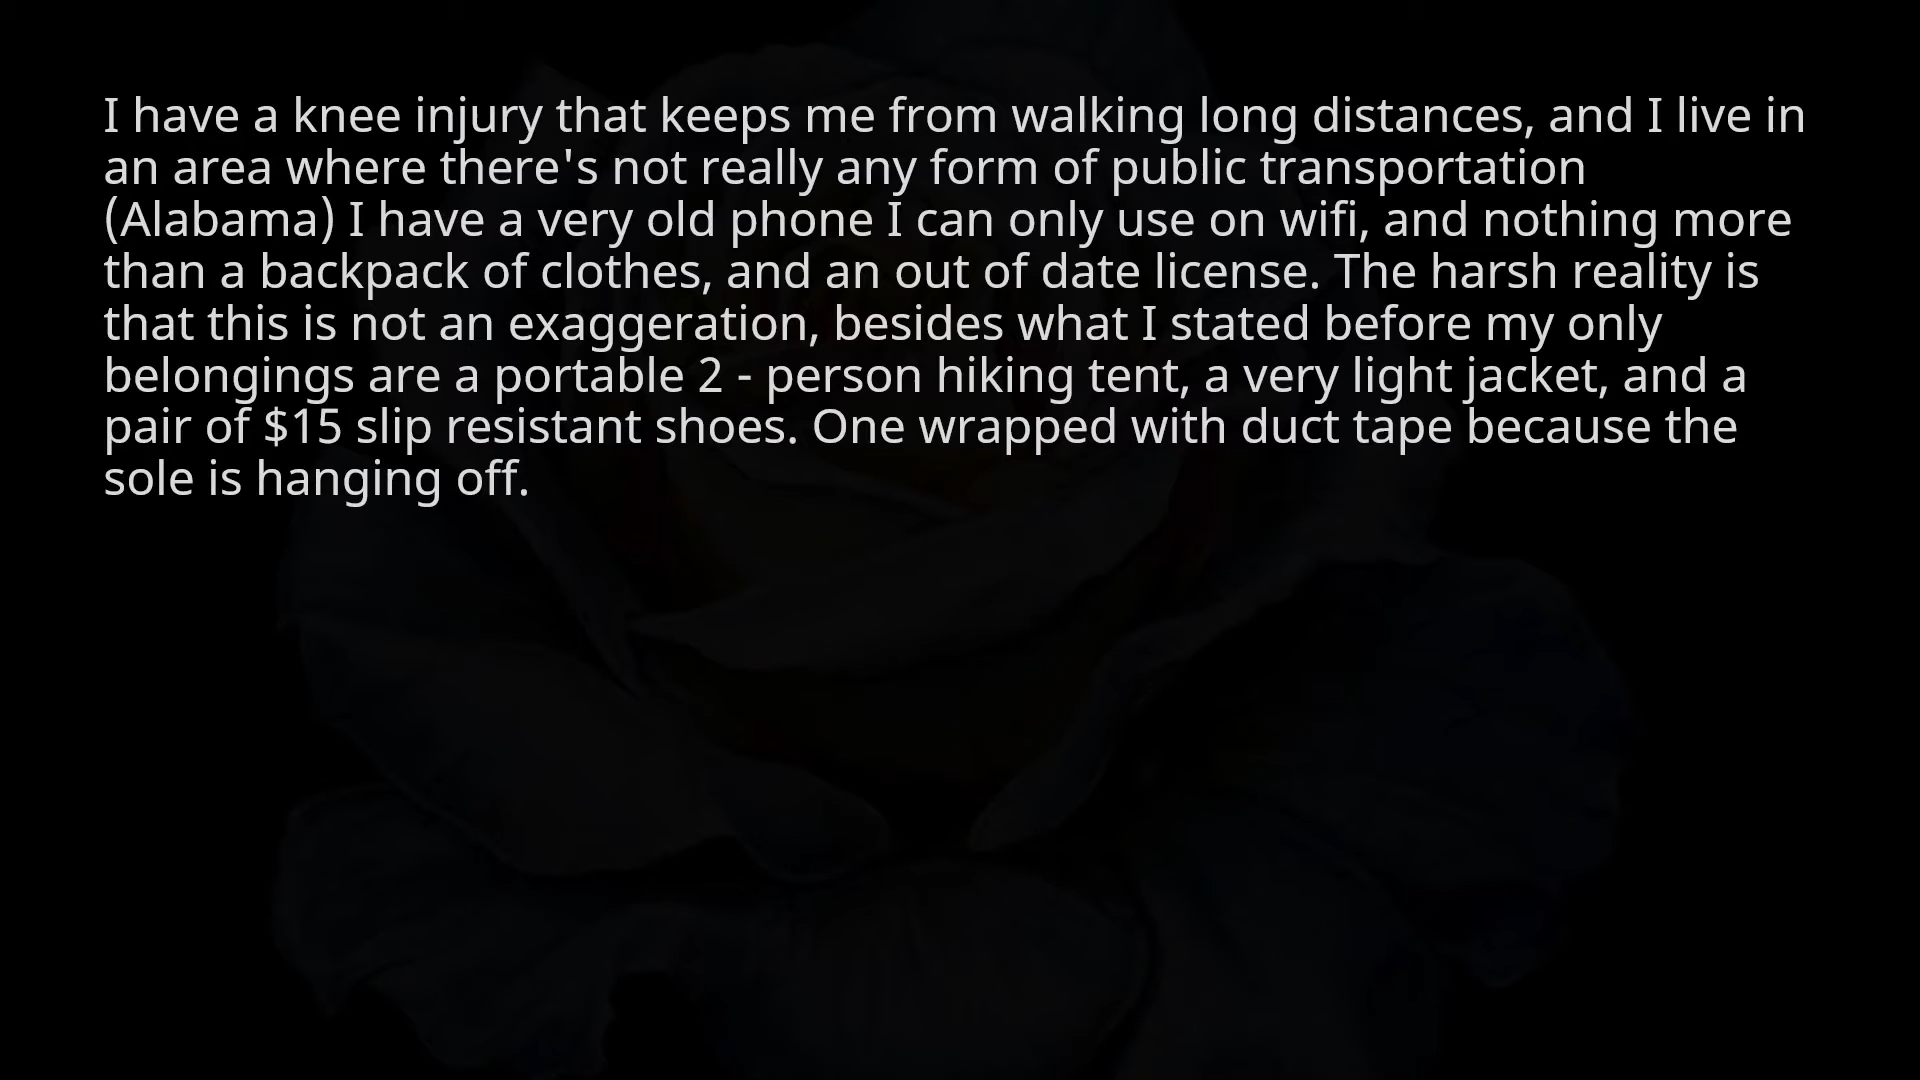 I have a knee injury that keeps me from walking long distances, and I live in
an area where there's not really any form of public transportation
(Alabama) I have a very old phone I can only use on wifi, and nothing more
than a backpack of clothes, and an out of date license. The harsh reality is
that this is not an exaggeration, besides what I stated before my only
belongings are a portable 2 - person hiking tent, a very light jacket, and a
pair of $15 slip resistant shoes. One wrapped with duct tape because the
sole is hanging off.